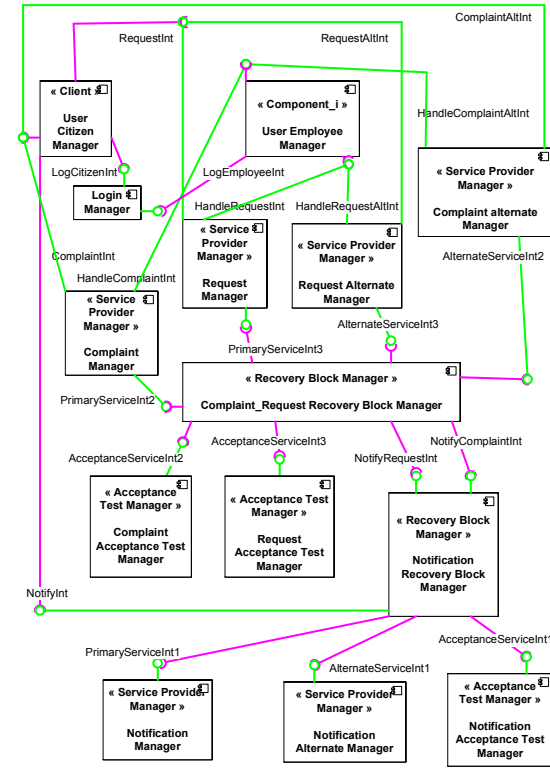 ComplaintAltInt
RequestInt
RequestAltInt
« Client »
User
Citizen
Manager
« Component_i »
User Employee
Manager
HandleComplaintAltInt
« Service Provider
Manager »
Complaint alternate
Manager
LogCitizenInt
LogEmployeeInt
Login
Manager
HandleRequestInt
HandleRequestAltInt
« Service
Provider
Manager »
Request
Manager
« Service Provider
Manager »
Request Alternate
Manager
ComplaintInt
AlternateServiceInt2
HandleComplaintInt
« Service
Provider
Manager »
Complaint
Manager
AlternateServiceInt3
PrimaryServiceInt3
« Recovery Block Manager »
Complaint_Request Recovery Block Manager
PrimaryServiceInt2
AcceptanceServiceInt3
NotifyComplaintInt
AcceptanceServiceInt2
NotifyRequestInt
« Acceptance
Test Manager »
Complaint
Acceptance Test
Manager
« Acceptance Test
Manager »
Request
Acceptance Test
Manager
« Recovery Block
Manager »
Notification
Recovery Block
Manager
NotifyInt
AcceptanceServiceInt1
PrimaryServiceInt1
AlternateServiceInt1
« Service Provider
Manager »
Notification
Manager
« Service Provider
Manager »
Notification
Alternate Manager
« Acceptance
Test Manager »
Notification
Acceptance Test
Manager